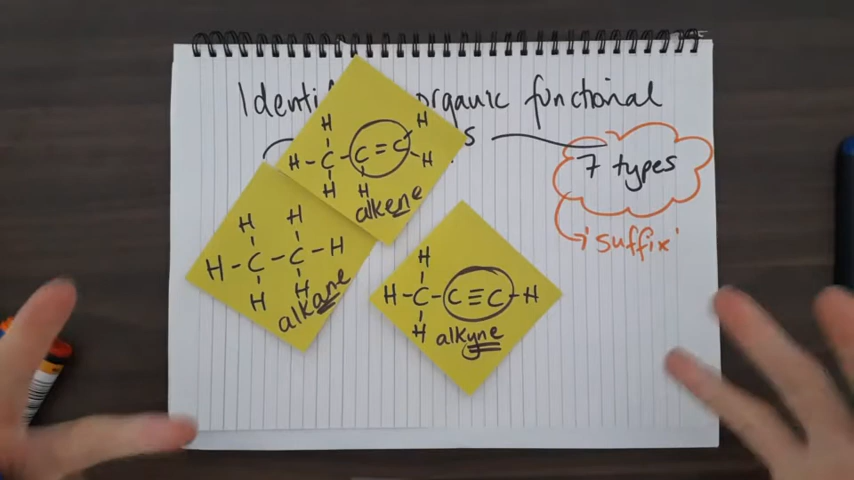 Identi organic functional
s
7 types
'suffix'
H H
H-C-C=C-H
H H
alkene
H H
H-C-C-H
H H
alkane
H
H-C-C≡C-H
H
alkyne